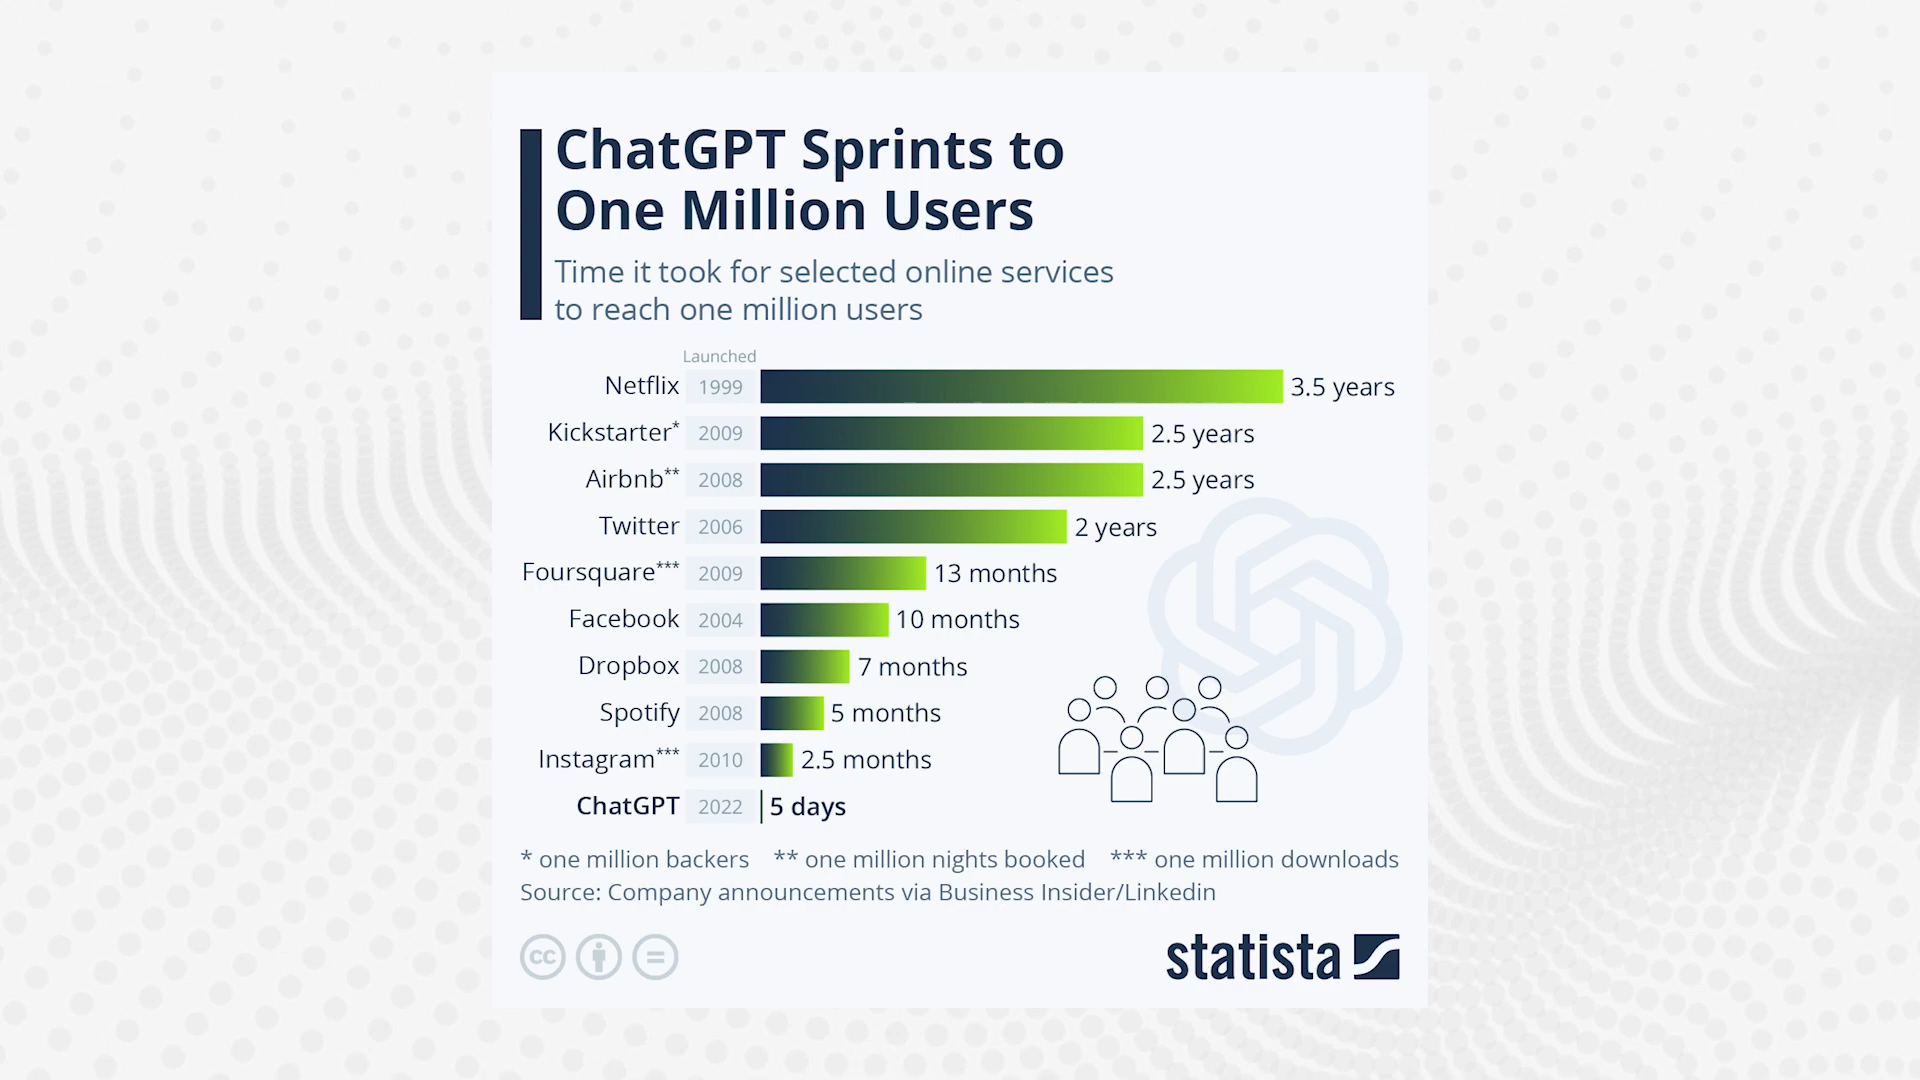 ChatGPT Sprints to
One Million Users
Time it took for selected online services
to reach one million users
Launched
Netflix 1999 3.5 years
Kickstarter* 2009 2.5 years
Airbnb** 2008 2.5 years
Twitter 2006 2 years
Foursquare*** 2009 13 months
Facebook 2004 10 months
Dropbox 2008 7 months
Spotify 2008 5 months
Instagram*** 2010 2.5 months
ChatGPT 2022 5 days
* one million backers ** one million nights booked *** one million downloads
Source: Company announcements via Business Insider/Linkedin
cc = statista